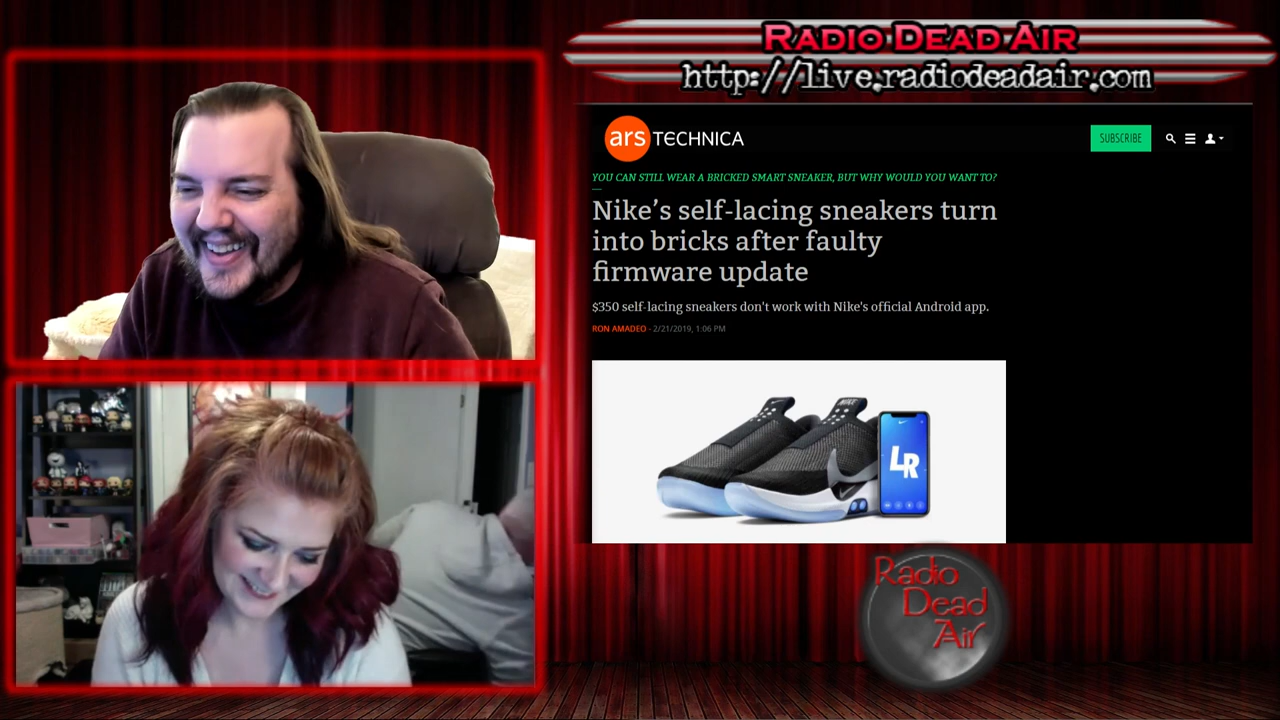 RADIO DEAD AIR
http://live.radiodeadair.com
ars TECHNICA
SUBSCRIBE
YOU CAN STILL WEAR A BRICKED SMART SNEAKER, BUT WHY WOULD YOU WANT TO?
Nike's self-lacing sneakers turn
into bricks after faulty
firmware update
$350 self-lacing sneakers don't work with Nike's official Android app.
RON AMADEO - 2/21/2019, 1:06 PM
NIKE
LR
Radio
Dead
Air